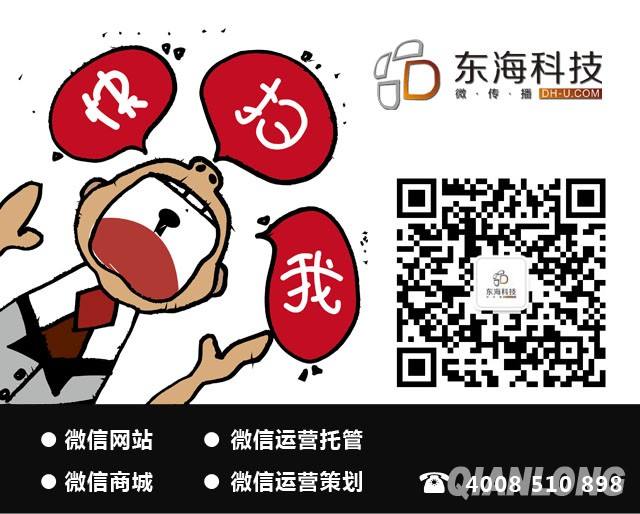 快
扫
我
东海科技
微·传·播 DH-U.COM
东海科技
微信网站
微信运营托管
微信商城
微信运营策划
4008 510 898
QIANLONG